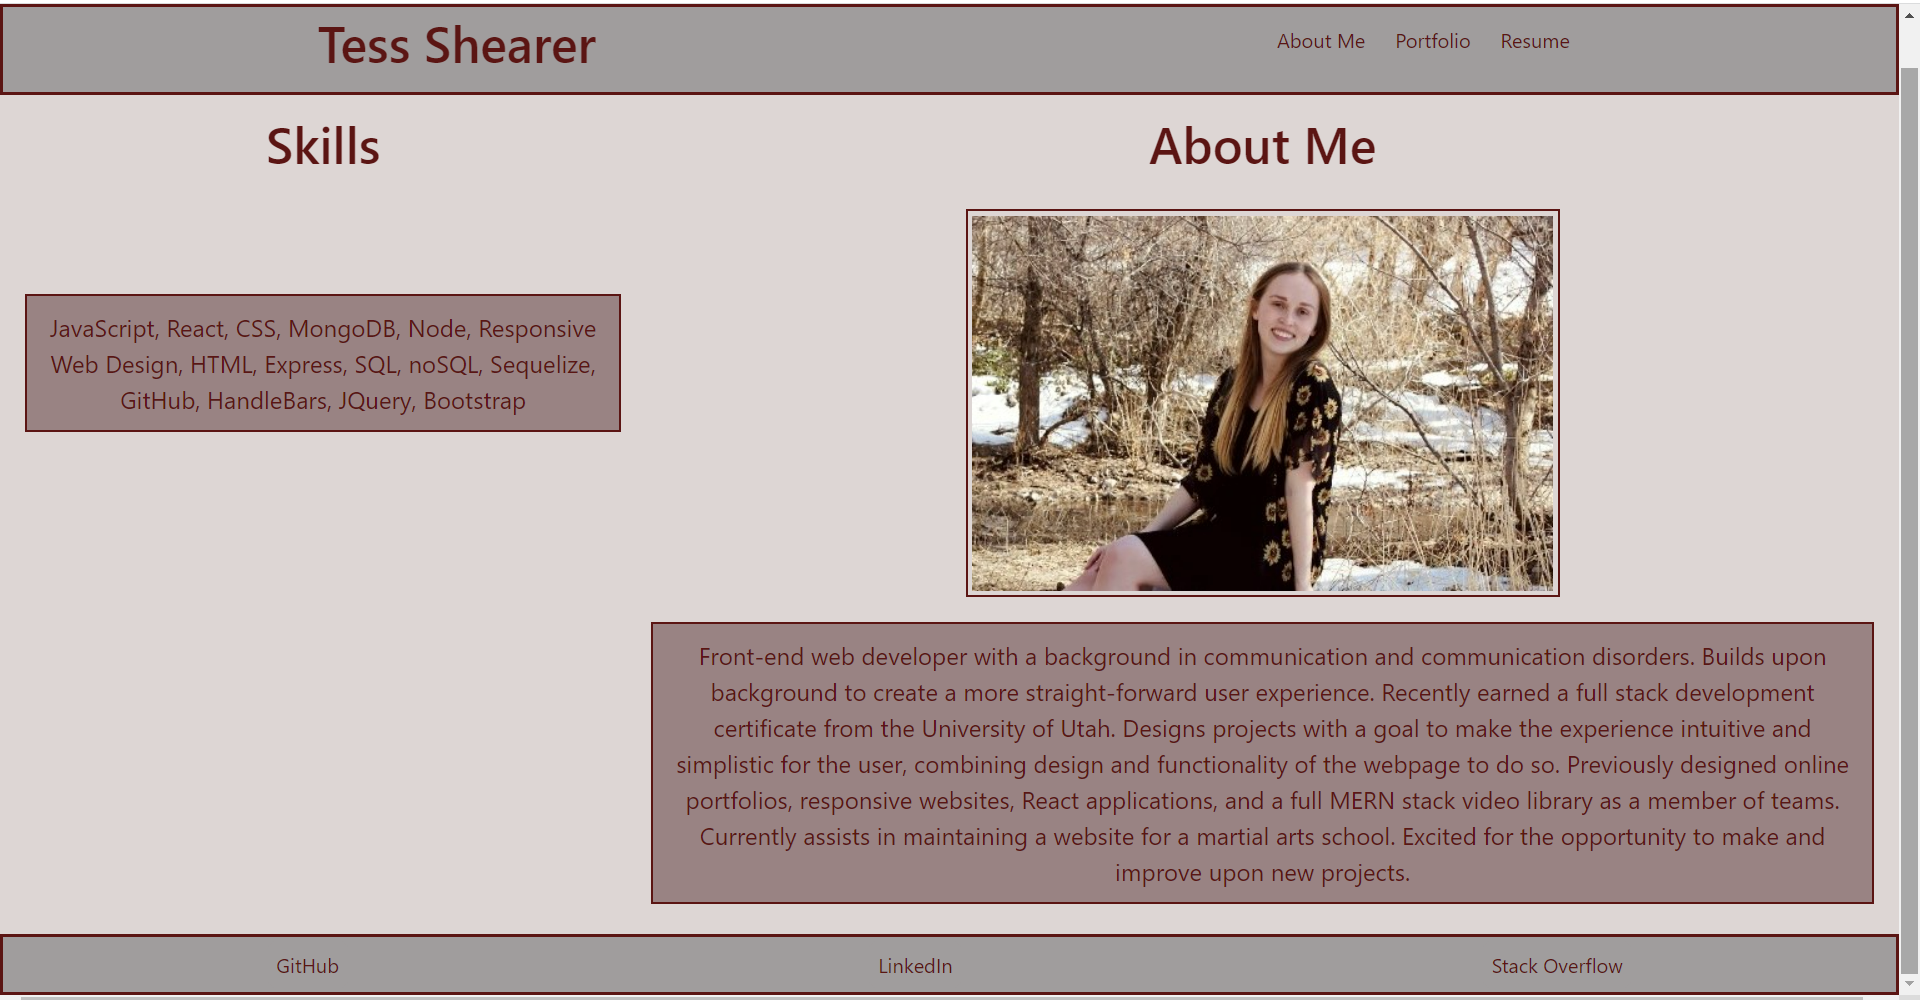 Tess Shearer
About Me
Portfolio
Resume
Skills
JavaScript, React, CSS, MongoDB, Node, Responsive
Web Design, HTML, Express, SQL, noSQL, Sequelize,
GitHub, HandleBars, JQuery, Bootstrap
About Me
Front-end web developer with a background in communication and communication disorders. Builds upon
background to create a more straight-forward user experience. Recently earned a full stack development
certificate from the University of Utah. Designs projects with a goal to make the experience intuitive and
simplistic for the user, combining design and functionality of the webpage to do so. Previously designed online
portfolios, responsive websites, React applications, and a full MERN stack video library as a member of teams.
Currently assists in maintaining a website for a martial arts school. Excited for the opportunity to make and
improve upon new projects.
GitHub
LinkedIn
Stack Overflow